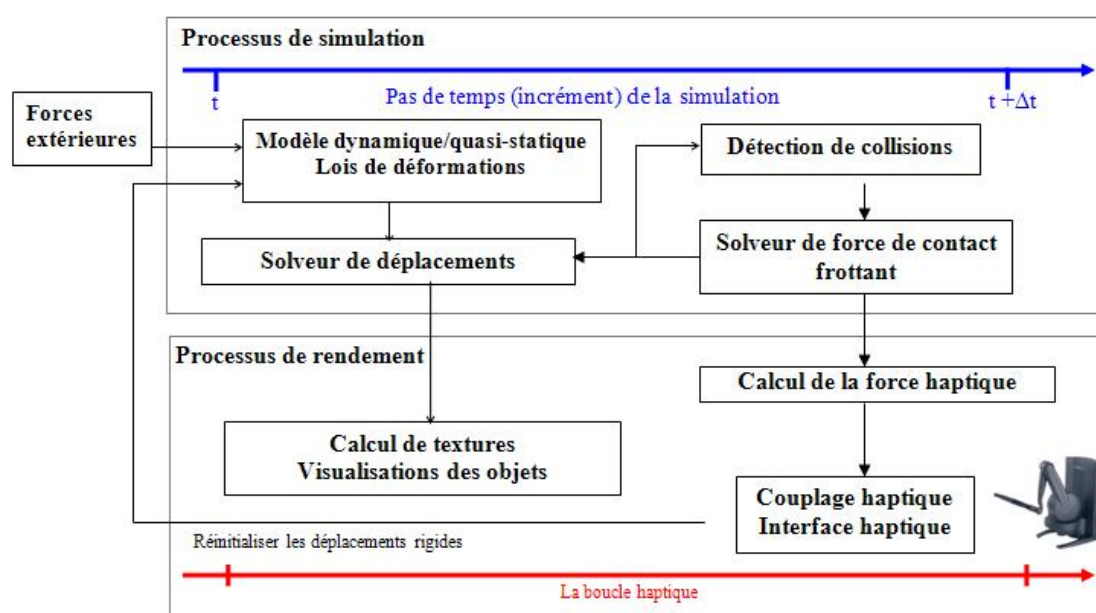 Processus de simulation
t
Pas de temps (incrément) de la simulation
t +Δt
Forces
extérieures
Modèle dynamique/quasi-statique
Lois de déformations
Détection de collisions
Solveur de déplacements
Solveur de force de contact
frottant
Processus de rendement
Calcul de la force haptique
Calcul de textures
Visualisations des objets
Couplage haptique
Interface haptique
Réinitialiser les déplacements rigides
La boucle haptique